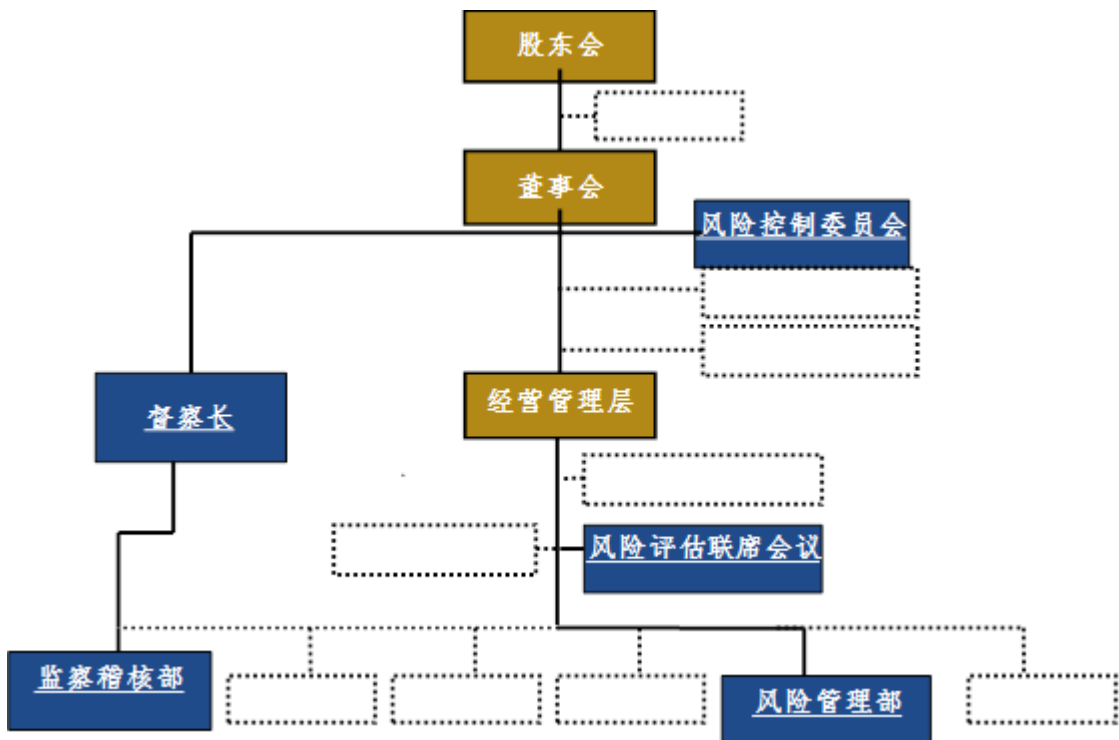 股东会
董事会
风险控制委员会
督察长
经营管理层
风险评估联席会议
监察稽核部
风险管理部